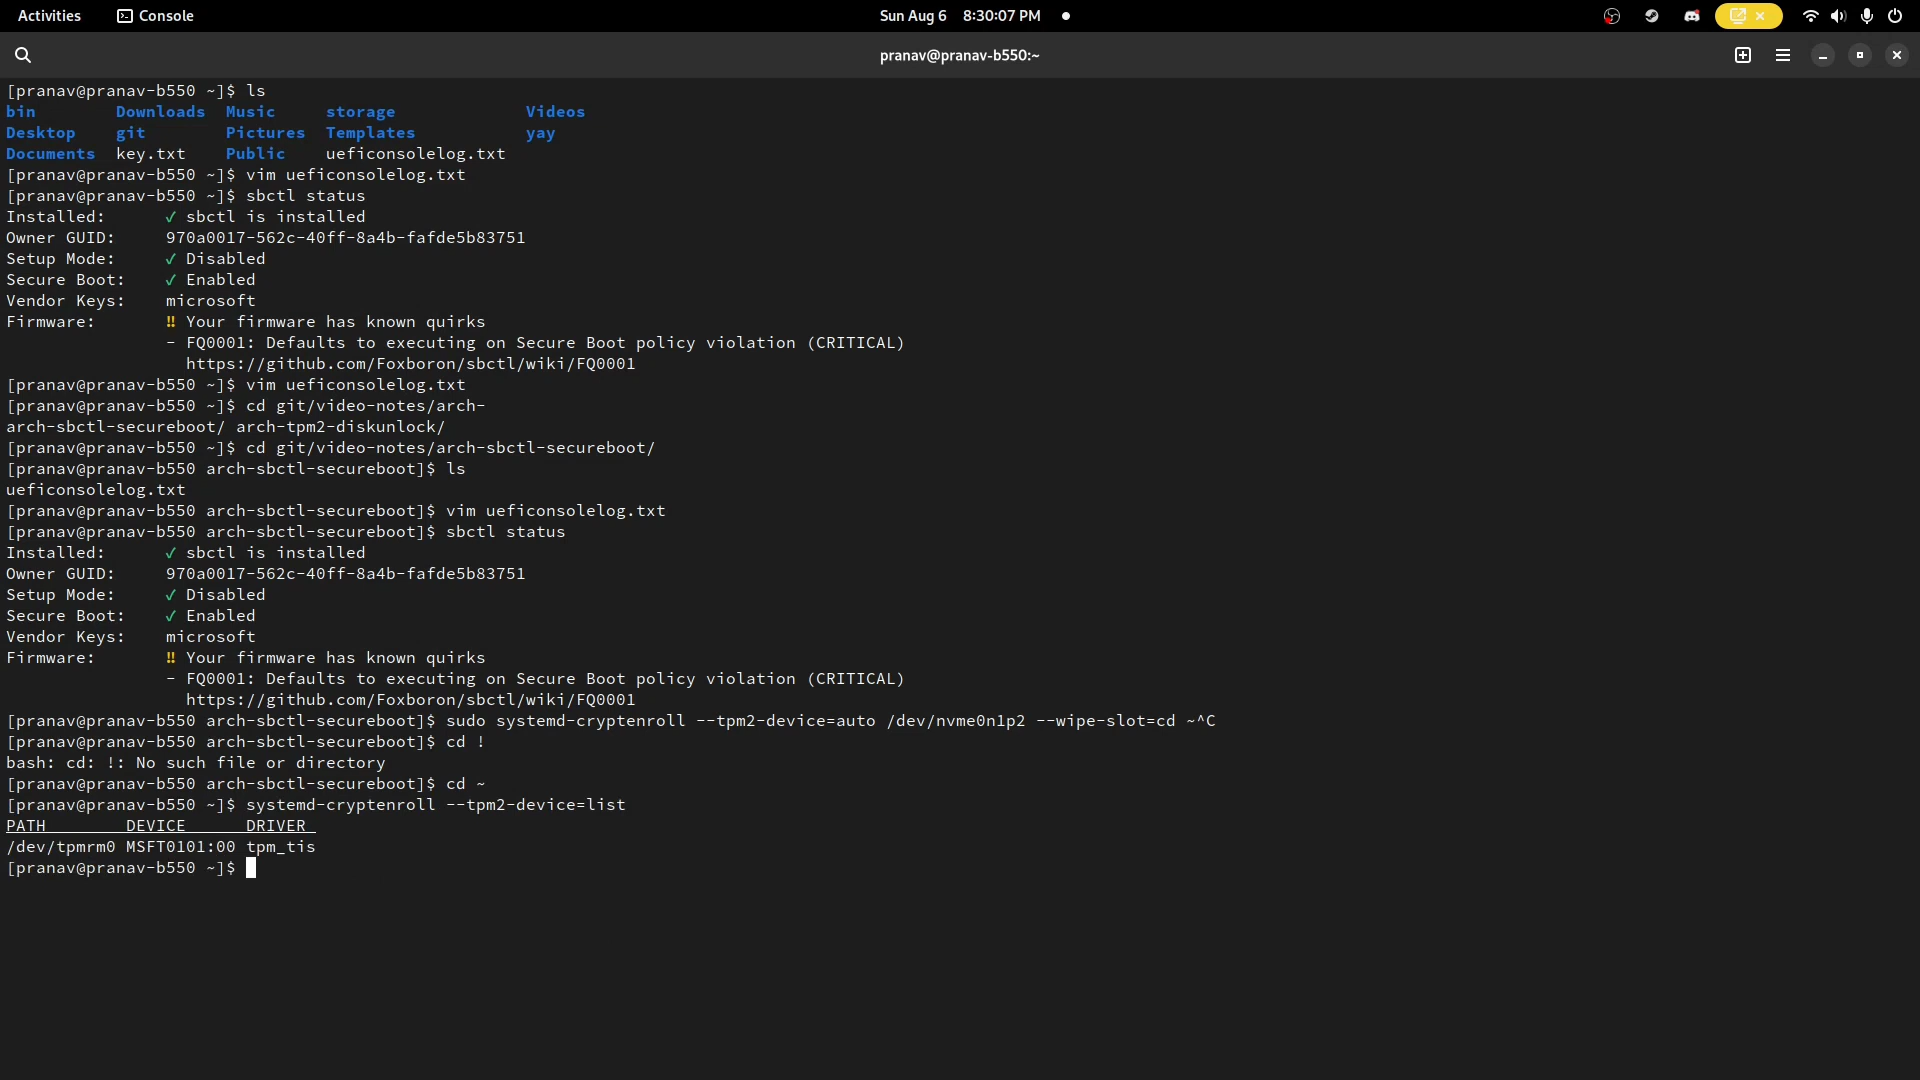 Activities Console Sun Aug 6 8:30:07 PM
pranav@pranav-b550:~
[pranav@pranav-b550 ~]$ ls
bin Downloads Music storage Videos
Desktop git Pictures Templates yay
Documents key.txt Public ueficonsolelog.txt
[pranav@pranav-b550 ~]$ vim ueficonsolelog.txt
[pranav@pranav-b550 ~]$ sbctl status
Installed: ✓ sbctl is installed
Owner GUID: 970a0017-562c-40ff-8a4b-fafde5b83751
Setup Mode: ✓ Disabled
Secure Boot: ✓ Enabled
Vendor Keys: microsoft
Firmware: ‼ Your firmware has known quirks
- FQ0001: Defaults to executing on Secure Boot policy violation (CRITICAL)
https://github.com/Foxboron/sbctl/wiki/FQ0001
[pranav@pranav-b550 ~]$ vim ueficonsolelog.txt
[pranav@pranav-b550 ~]$ cd git/video-notes/arch-
arch-sbctl-secureboot/ arch-tpm2-diskunlock/
[pranav@pranav-b550 ~]$ cd git/video-notes/arch-sbctl-secureboot/
[pranav@pranav-b550 arch-sbctl-secureboot]$ ls
ueficonsolelog.txt
[pranav@pranav-b550 arch-sbctl-secureboot]$ vim ueficonsolelog.txt
[pranav@pranav-b550 arch-sbctl-secureboot]$ sbctl status
Installed: ✓ sbctl is installed
Owner GUID: 970a0017-562c-40ff-8a4b-fafde5b83751
Setup Mode: ✓ Disabled
Secure Boot: ✓ Enabled
Vendor Keys: microsoft
Firmware: ‼ Your firmware has known quirks
- FQ0001: Defaults to executing on Secure Boot policy violation (CRITICAL)
https://github.com/Foxboron/sbctl/wiki/FQ0001
[pranav@pranav-b550 arch-sbctl-secureboot]$ sudo systemd-cryptenroll --tpm2-device=auto /dev/nvme0n1p2 --wipe-slot=cd ~^C
[pranav@pranav-b550 arch-sbctl-secureboot]$ cd !
bash: cd: !: No such file or directory
[pranav@pranav-b550 arch-sbctl-secureboot]$ cd ~
[pranav@pranav-b550 ~]$ systemd-cryptenroll --tpm2-device=list
PATH DEVICE DRIVER
/dev/tpmrm0 MSFT0101:00 tpm_tis
[pranav@pranav-b550 ~]$